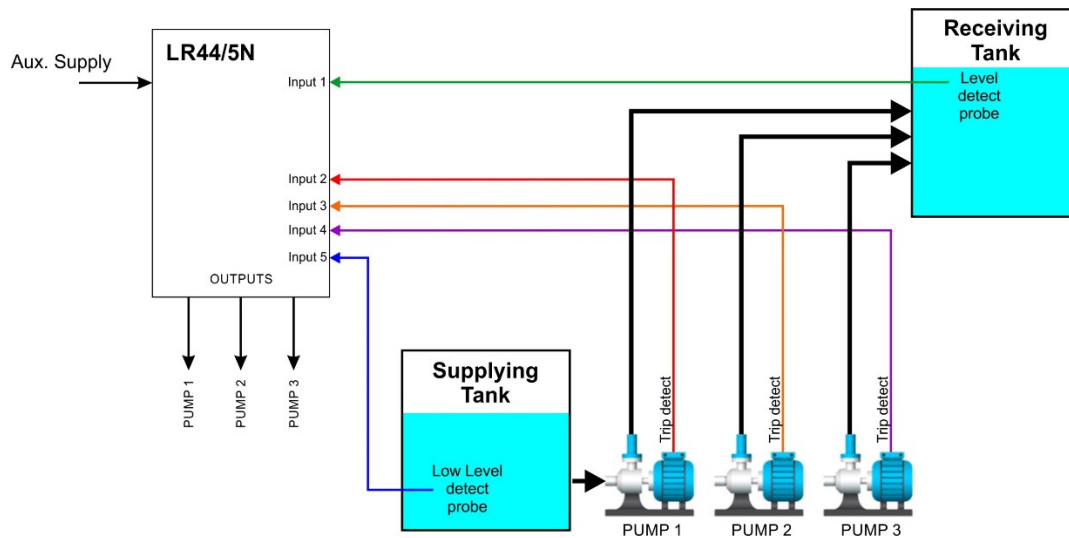 LR44/5N
Aux. Supply
Input 1
Input 2
Input 3
Input 4
Input 5
OUTPUTS
PUMP 1
PUMP 2
PUMP 3
Receiving
Tank
Level
detect
probe
Supplying
Tank
Low Level
detect
probe
Trip detect
Trip detect
Trip detect
PUMP 1
PUMP 2
PUMP 3